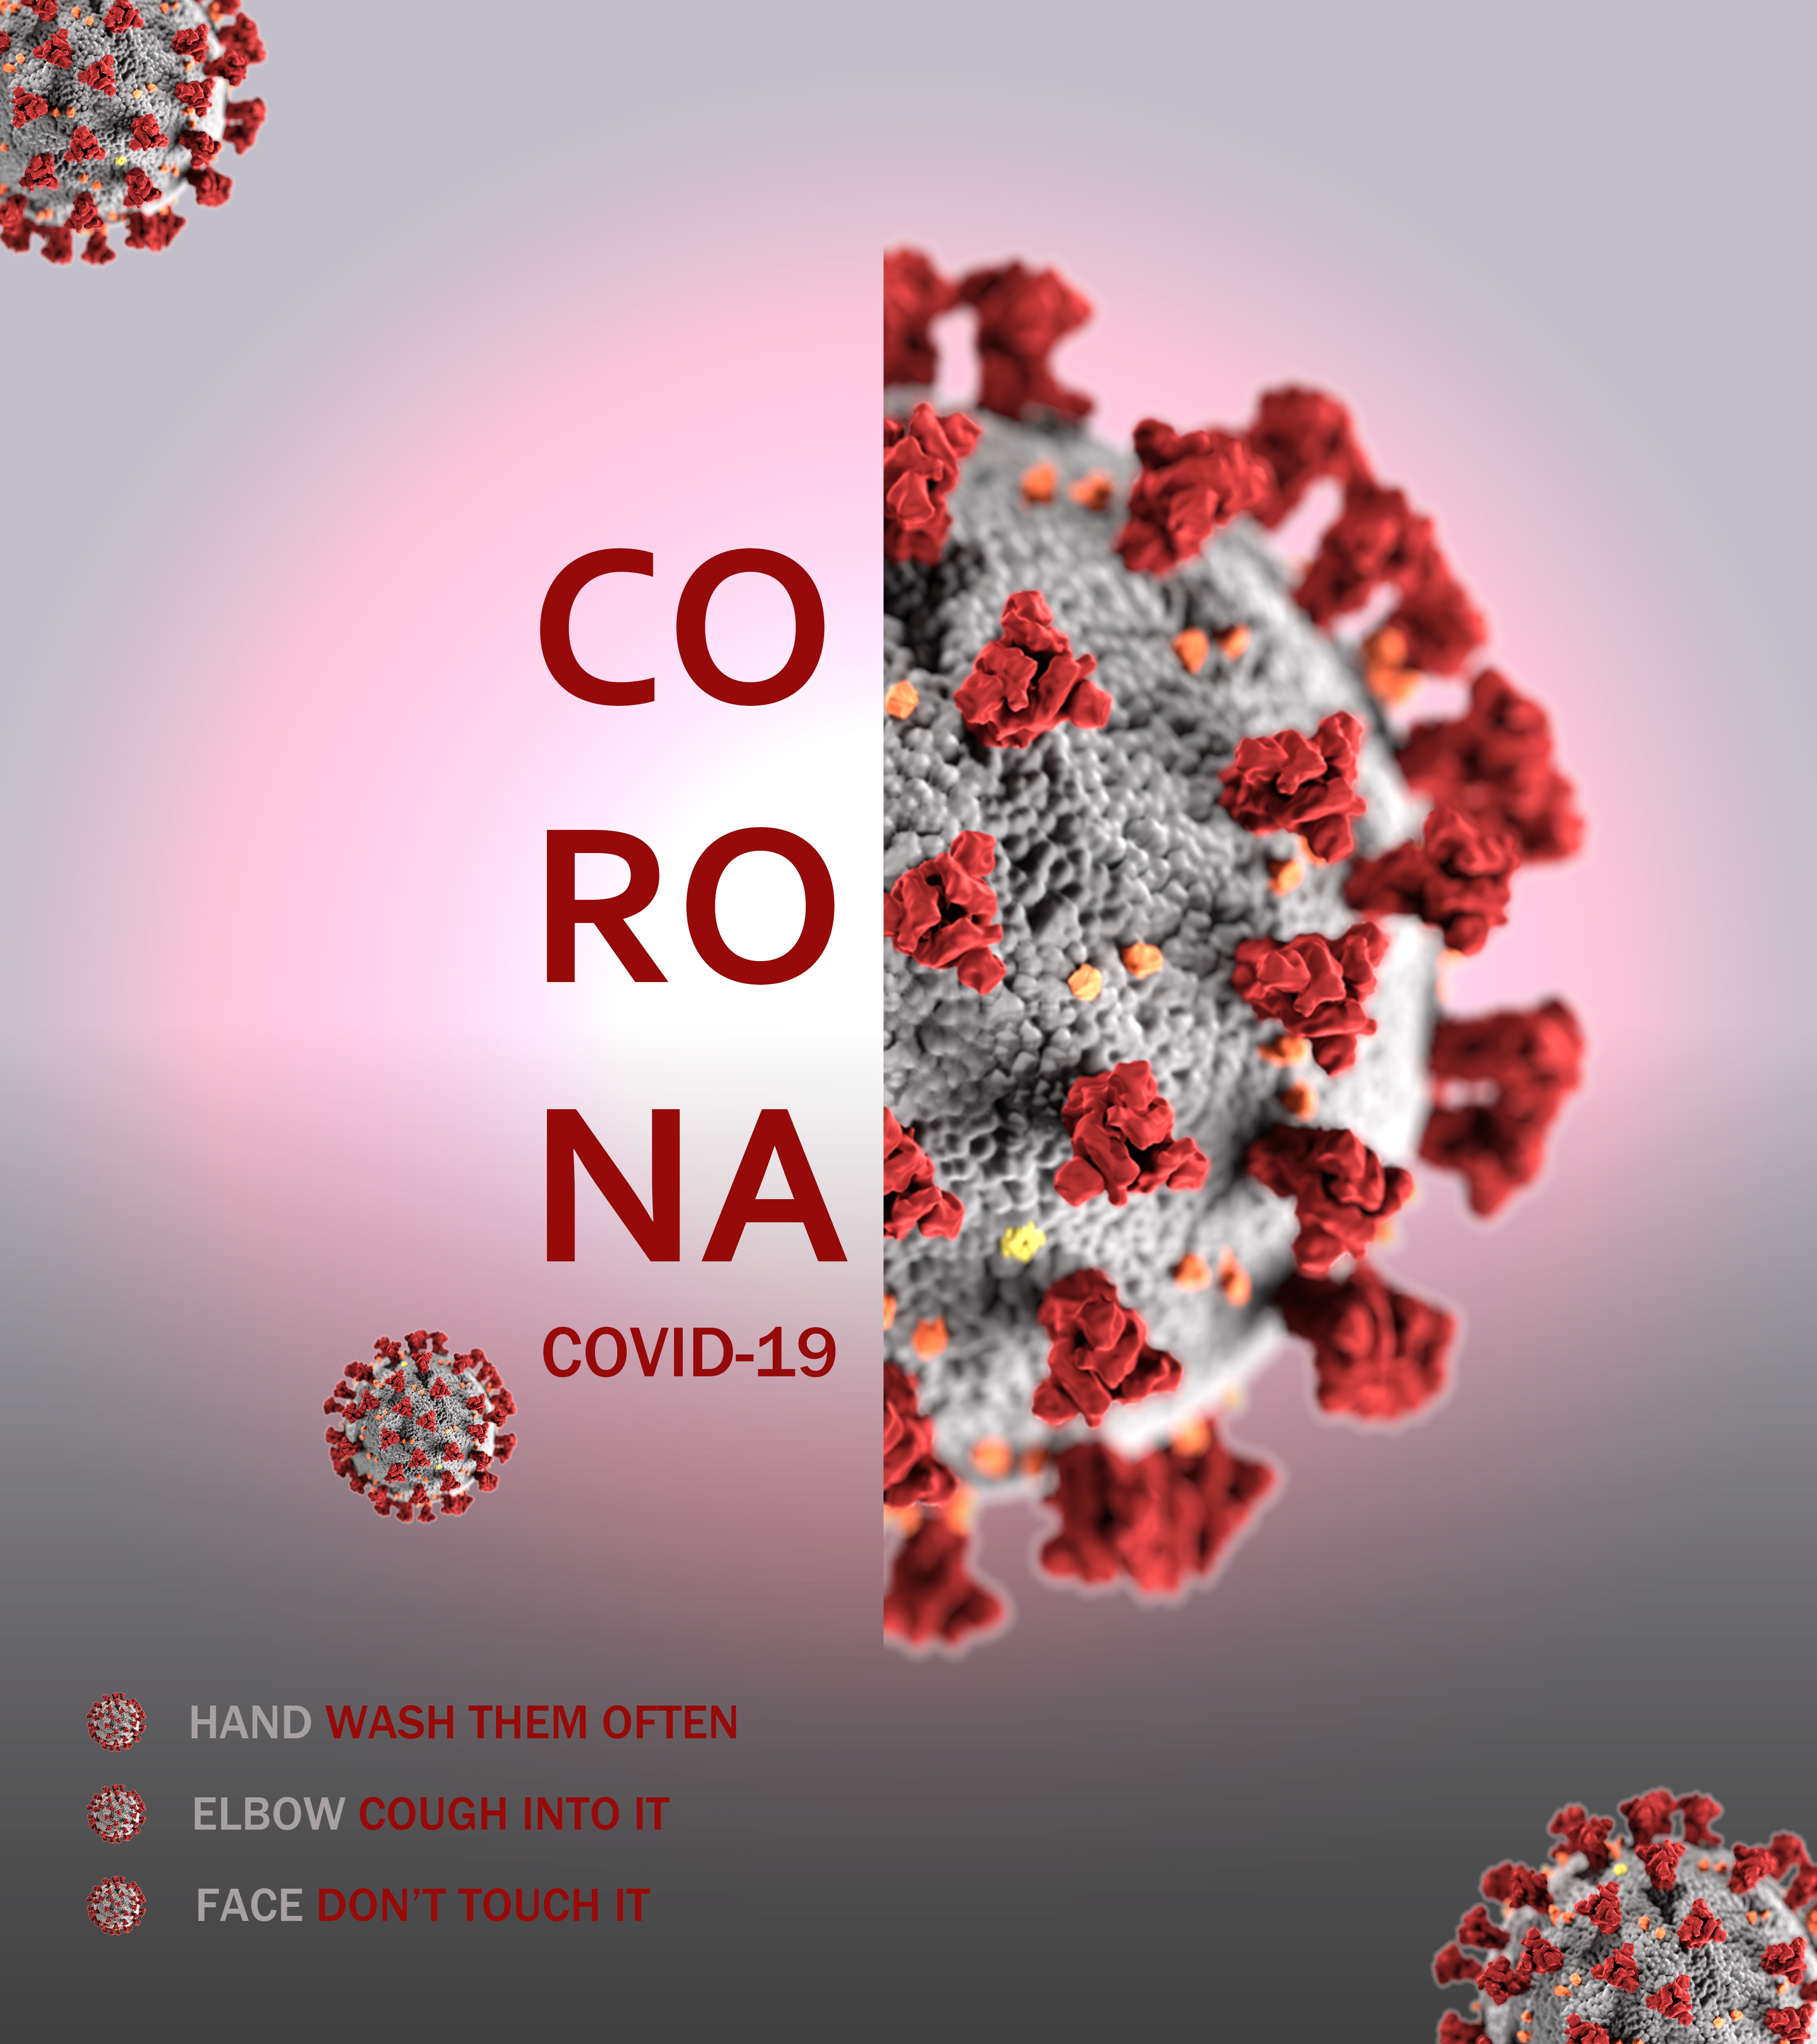 CO
RO
NA
COVID-19
HAND WASH THEM OFTEN
ELBOW COUGH INTO IT
FACE DON'T TOUCH IT